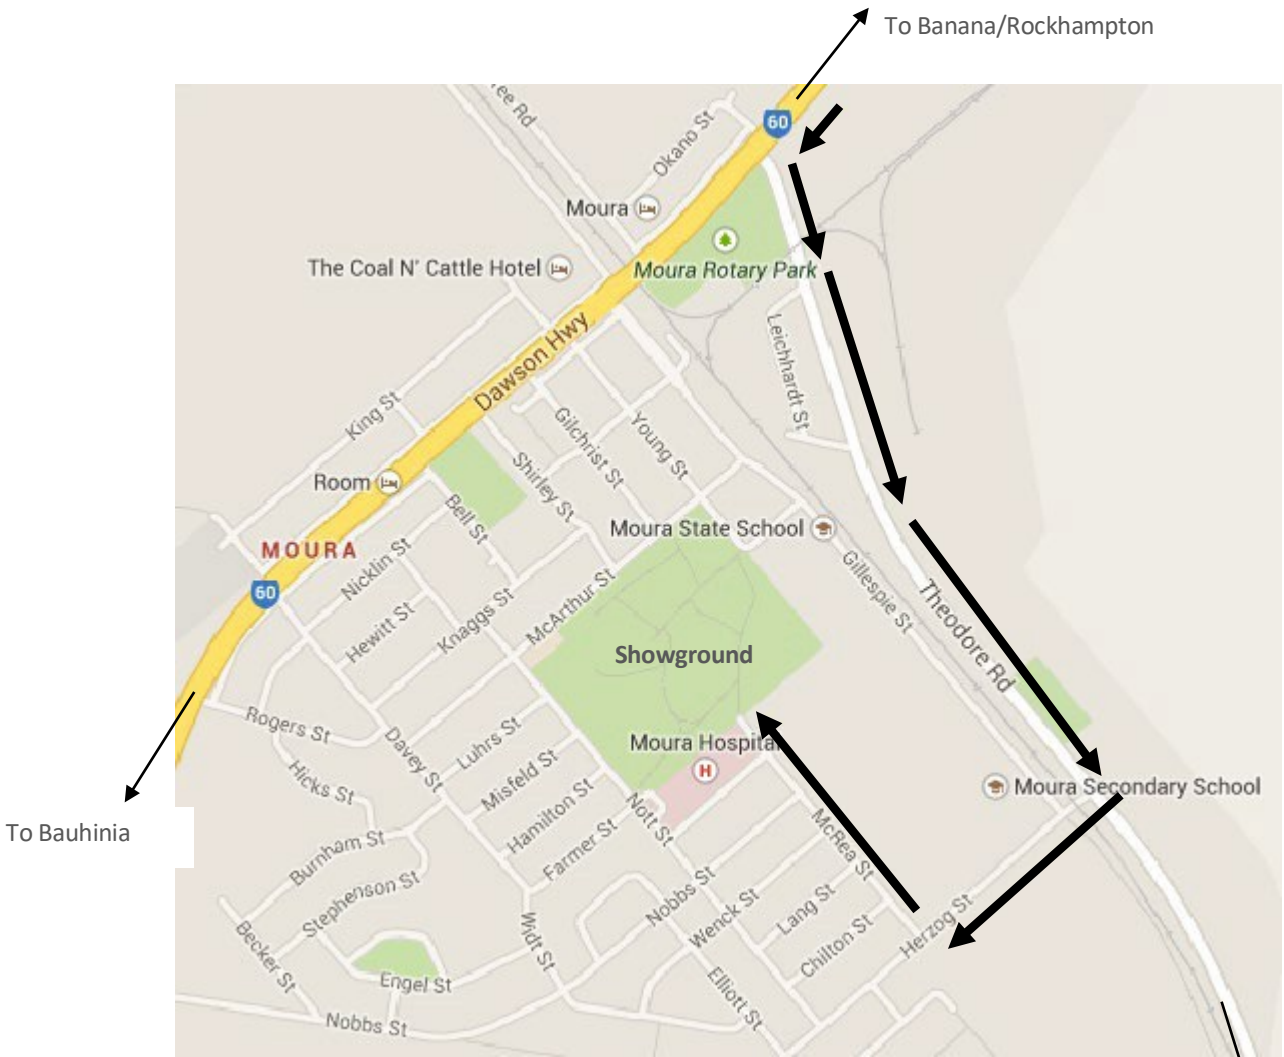 To Banana/Rockhampton
ree Rd
60
Okano St
Moura
The Coal N' Cattle Hotel
Moura Rotary Park
Dawson Hwy
Leichhardt St
King St
Gilchrist St
Young St
Room
Shirley St
Bell St
Moura State School
MOURA
Nicklin St
60
Gillespie St
Theodore Rd
Hewitt St
Knaggs St
McArthur St
Showground
Rogers St
Davey St
Luhrs St
Moura Hospital
H
Hicks St
Misfeld St
Moura Secondary School
To Bauhinia
Hamilton St
Nott St
McRea St
Burnham St
Farmer St
Stephenson St
Nobbs St
Wenck St
Lang St
Herzog St
Becker St
Widt St
Chilton St
Engel St
Elliott St
Nobbs St